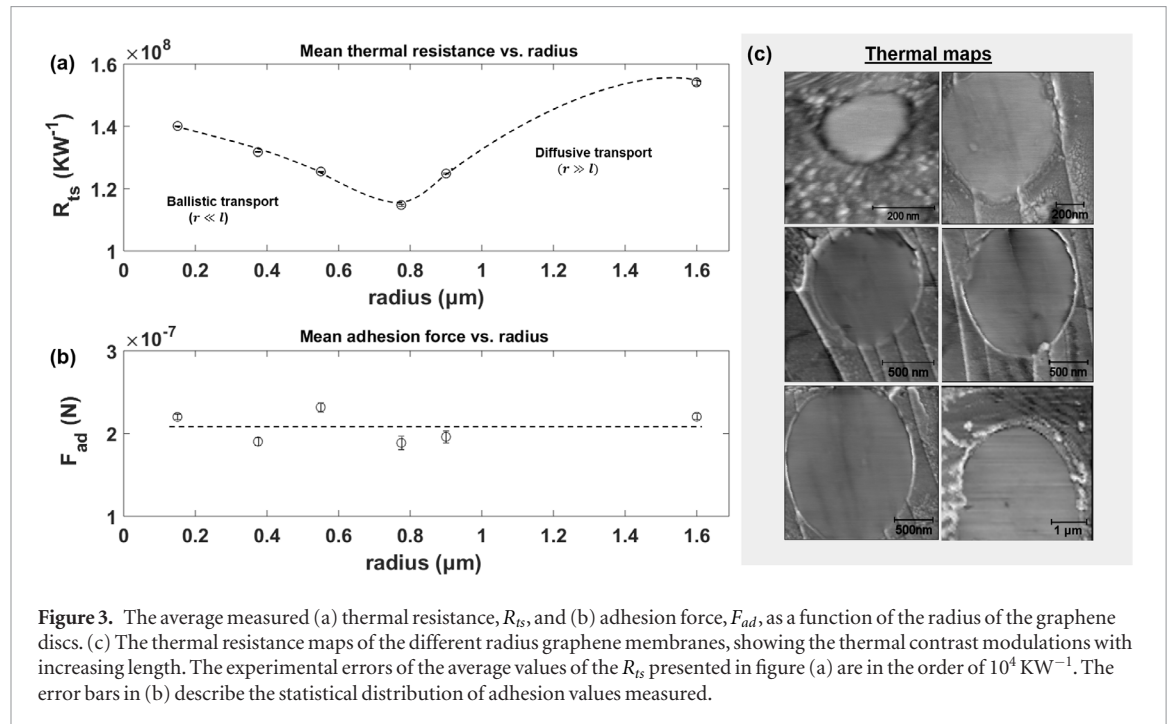 (a)
×10⁸
Mean thermal resistance vs. radius
1.6
1.4
1.2
1
R_ts (KW⁻¹)
Ballistic transport
(r ≪ l)
Diffusive transport
(r ≫ l)
0 0.2 0.4 0.6 0.8 1 1.2 1.4 1.6
radius (µm)
(b)
×10⁻⁷
Mean adhesion force vs. radius
3
2
1
F_ad (N)
0 0.2 0.4 0.6 0.8 1 1.2 1.4 1.6
radius (µm)
(c)
Thermal maps
200 nm
200nm
500 nm
500 nm
500nm
1 µm
Figure 3. The average measured (a) thermal resistance, R_ts, and (b) adhesion force, F_ad, as a function of the radius of the graphene
discs. (c) The thermal resistance maps of the different radius graphene membranes, showing the thermal contrast modulations with
increasing length. The experimental errors of the average values of the R_ts presented in figure (a) are in the order of 10⁴ KW⁻¹. The
error bars in (b) describe the statistical distribution of adhesion values measured.